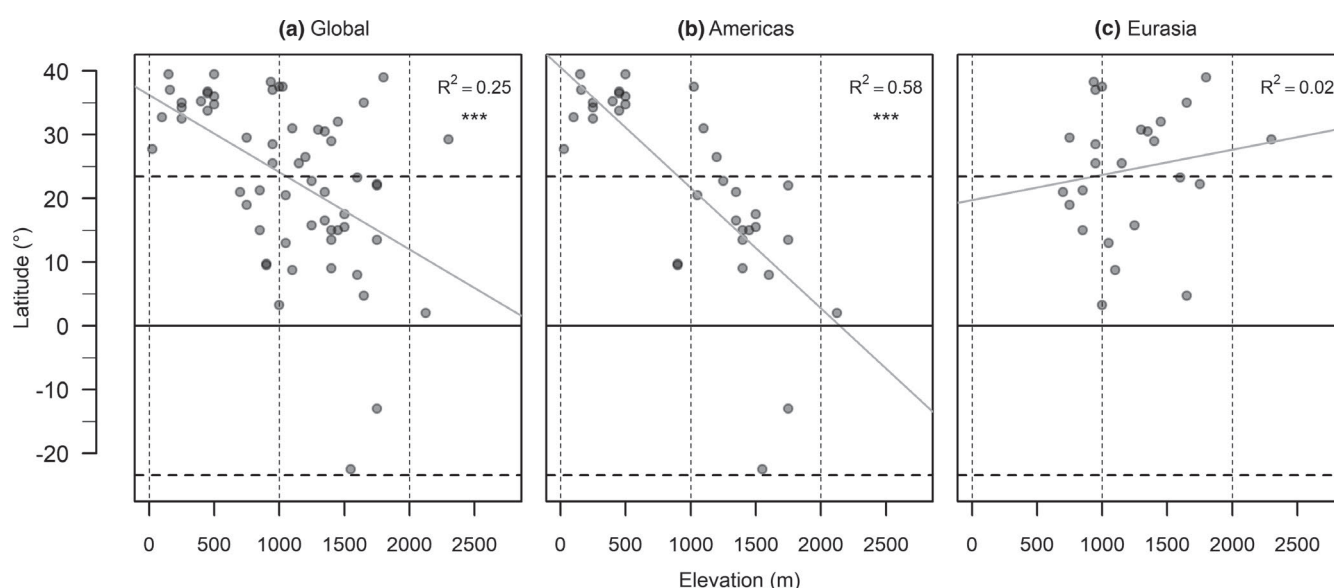 (a) Global
(b) Americas
(c) Eurasia
R² = 0.25
***
R² = 0.58
***
R² = 0.02
Latitude (°)
40
30
20
10
0
-10
-20
0 500 1000 1500 2000 2500
0 500 1000 1500 2000 2500
0 500 1000 1500 2000 2500
Elevation (m)